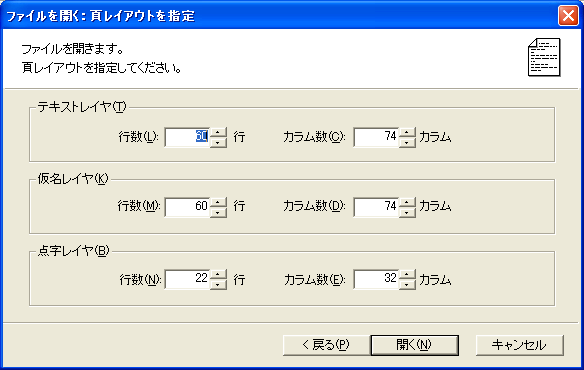 ファイルを開く：頁レイアウトを指定
ファイルを開きます。
頁レイアウトを指定してください。
テキストレイヤ(T)
行数(L): 60 行 カラム数(C): 74 カラム
仮名レイヤ(K)
行数(M): 60 行 カラム数(D): 74 カラム
点字レイヤ(B)
行数(N): 22 行 カラム数(E): 32 カラム
< 戻る(P) 開く(N) キャンセル